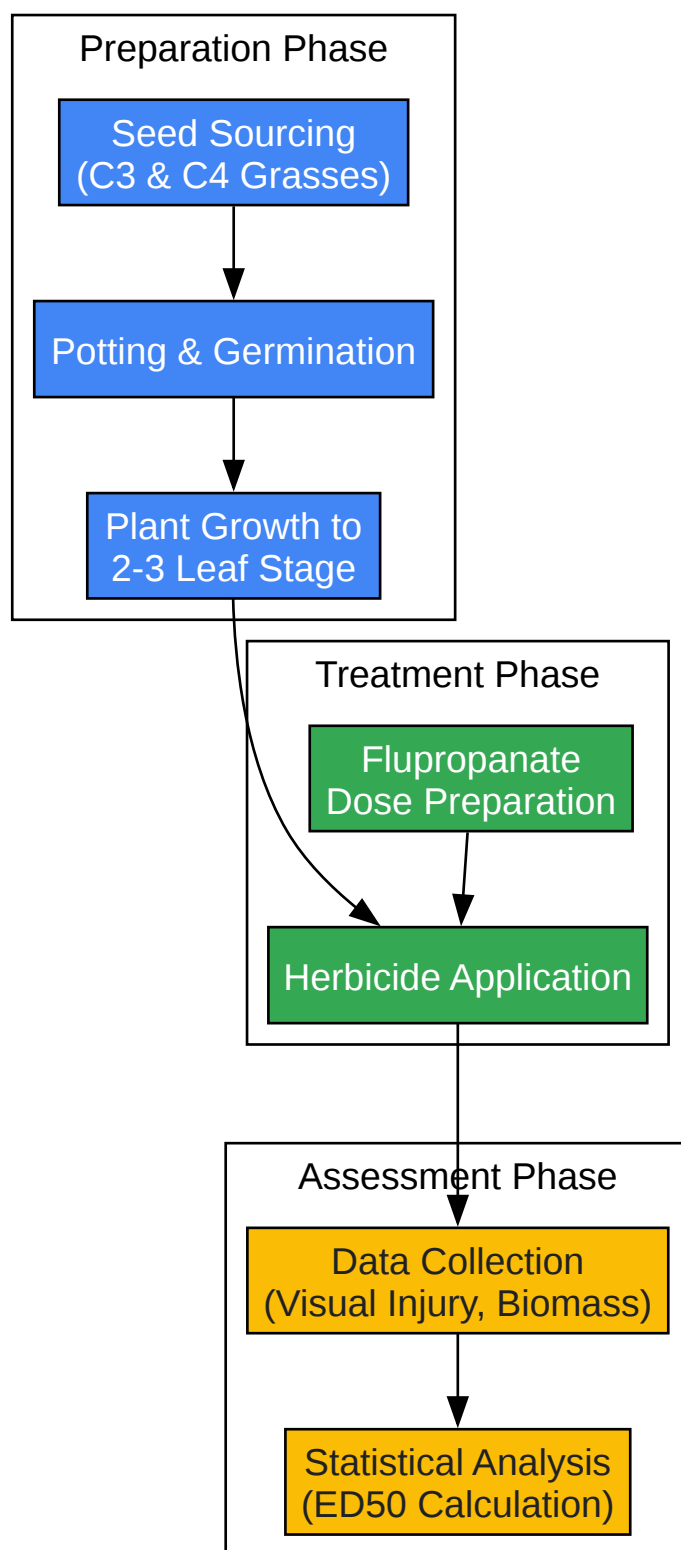 Preparation Phase
Seed Sourcing
(C3 & C4 Grasses)
Potting & Germination
Plant Growth to
2-3 Leaf Stage
Treatment Phase
Flupropanate
Dose Preparation
Herbicide Application
Assessment Phase
Data Collection
(Visual Injury, Biomass)
Statistical Analysis
(ED50 Calculation)